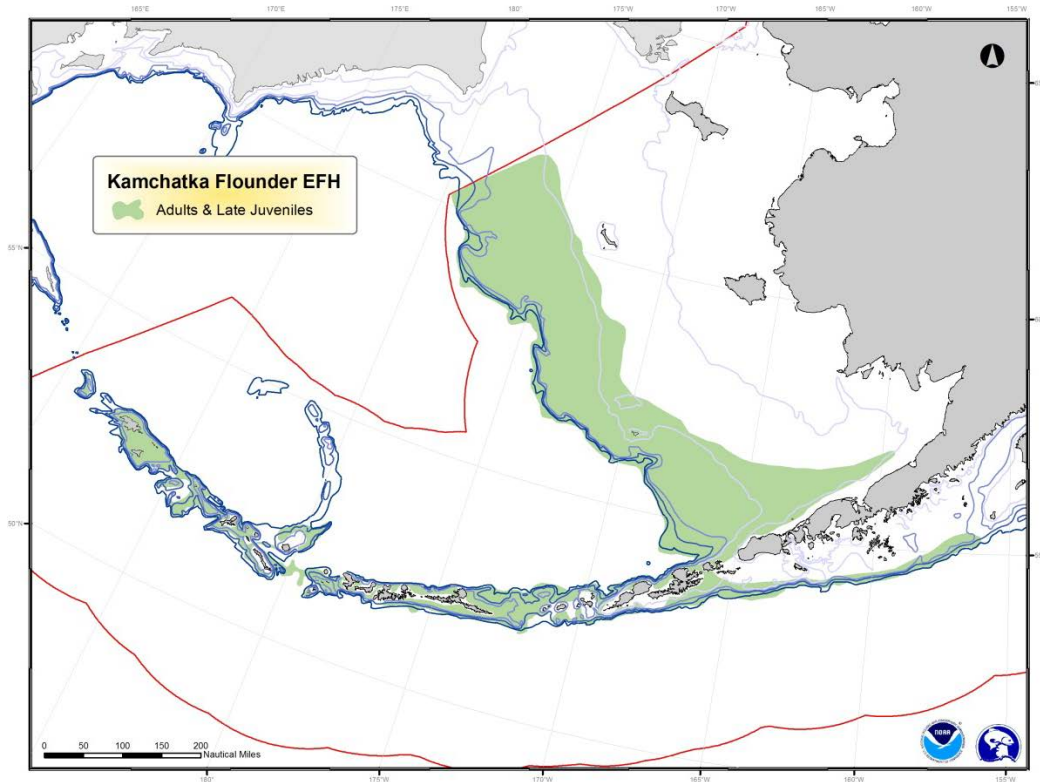 165°E 170°E 175°E 180° 175°W 170°W 165°W 160°W 155°W
Kamchatka Flounder EFH
Adults & Late Juveniles
55°N
50°N
0 50 100 150 200
Nautical Miles
NOAA
180° 175°W 170°W 165°W 160°W 155°W